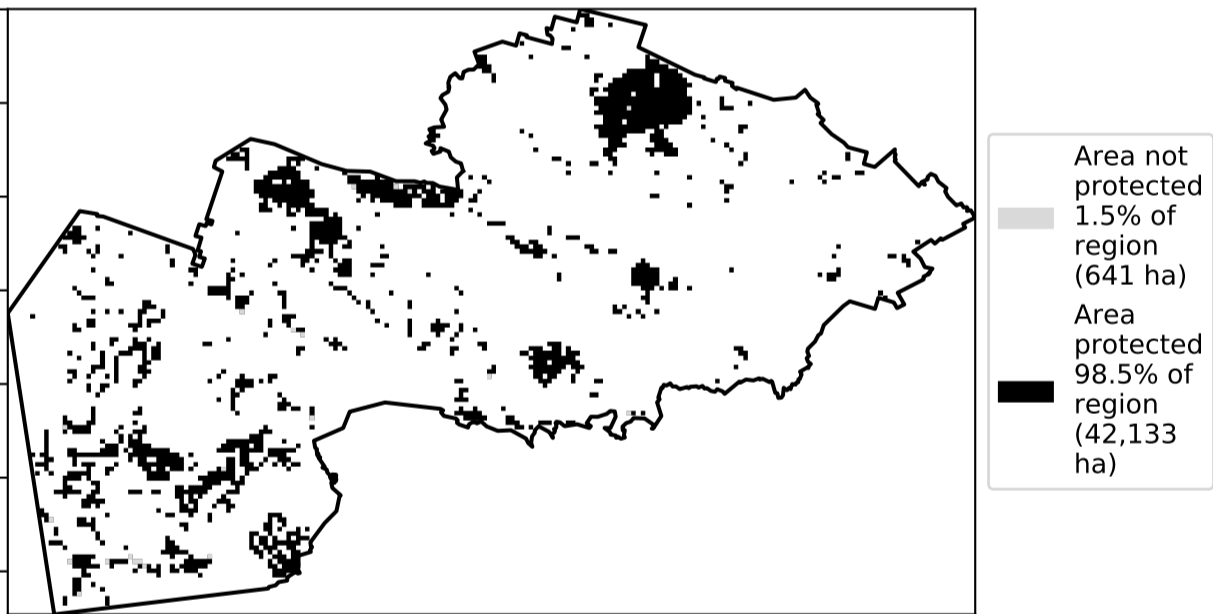 Area not
protected
1.5% of
region
(641 ha)
Area
protected
98.5% of
region
(42,133
ha)